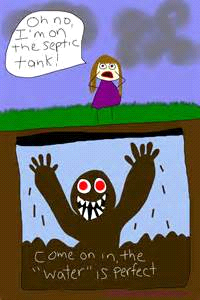 Oh no,
I'm on
the septic
tank!
Come on in, the
"water" is perfect